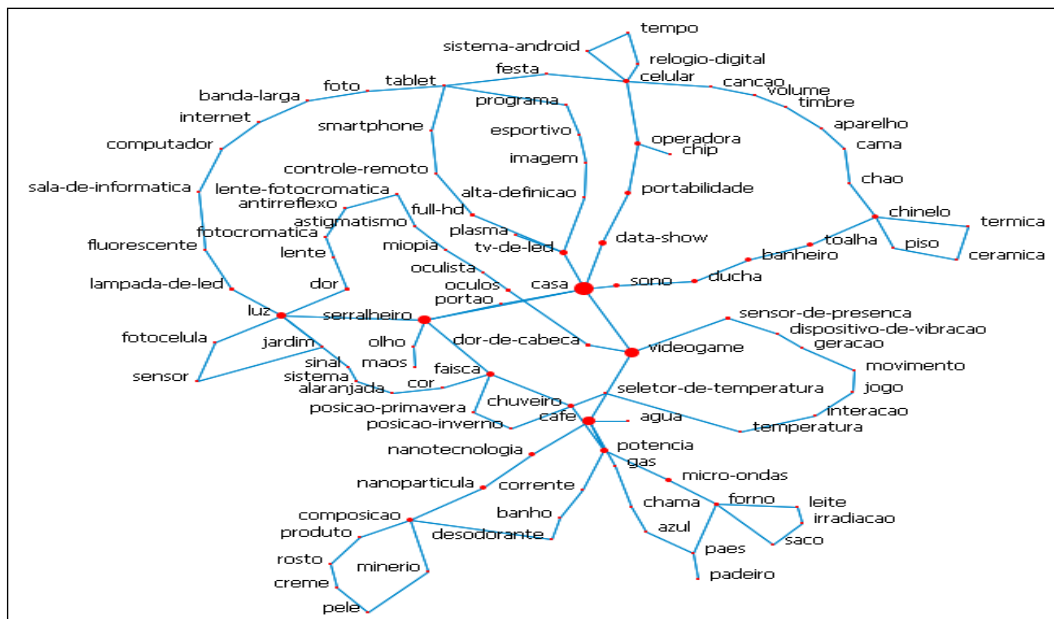 tempo
sistema-android
relogio-digital
festa
celular
tablet
foto
cancao
banda-larga
programa
volume
timbre
internet
smartphone
esportivo
aparelho
operadora
chip
computador
imagem
cama
controle-remoto
sala-de-informatica
lente-fotocromatica
alta-definicao
portabilidade
chao
antirreflexo
full-hd
chinelo
astigmatismo
termica
fotocromatica
plasma
data-show
toalha
piso
fluorescente
miopia
tv-de-led
banheiro
ceramica
lente
oculista
ducha
lampada-de-led
dor
oculos
casa
sono
portao
luz
serralheiro
sensor-de-presenca
fotocelula
jardim
olho
dor-de-cabeca
videogame
dispositivo-de-vibracao
geracao
sinal
maos
faisca
movimento
sensor
sistema
cor
seletor-de-temperatura
jogo
alaranjada
chuveiro
posicao-primavera
cafe
agua
interacao
posicao-inverno
temperatura
nanotecnologia
potencia
gas
micro-ondas
nanoparticula
corrente
chama
forno
leite
composicao
banho
irradiacao
produto
desodorante
azul
saco
rosto
minerio
paes
creme
padeiro
pele